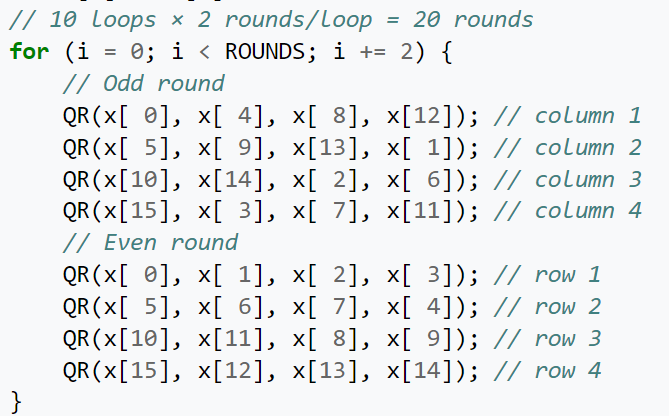 // 10 loops × 2 rounds/loop = 20 rounds
for (i = 0; i < ROUNDS; i += 2) {
    // Odd round
    QR(x[ 0], x[ 4], x[ 8], x[12]); // column 1
    QR(x[ 5], x[ 9], x[13], x[ 1]); // column 2
    QR(x[10], x[14], x[ 2], x[ 6]); // column 3
    QR(x[15], x[ 3], x[ 7], x[11]); // column 4
    // Even round
    QR(x[ 0], x[ 1], x[ 2], x[ 3]); // row 1
    QR(x[ 5], x[ 6], x[ 7], x[ 4]); // row 2
    QR(x[10], x[11], x[ 8], x[ 9]); // row 3
    QR(x[15], x[12], x[13], x[14]); // row 4
}